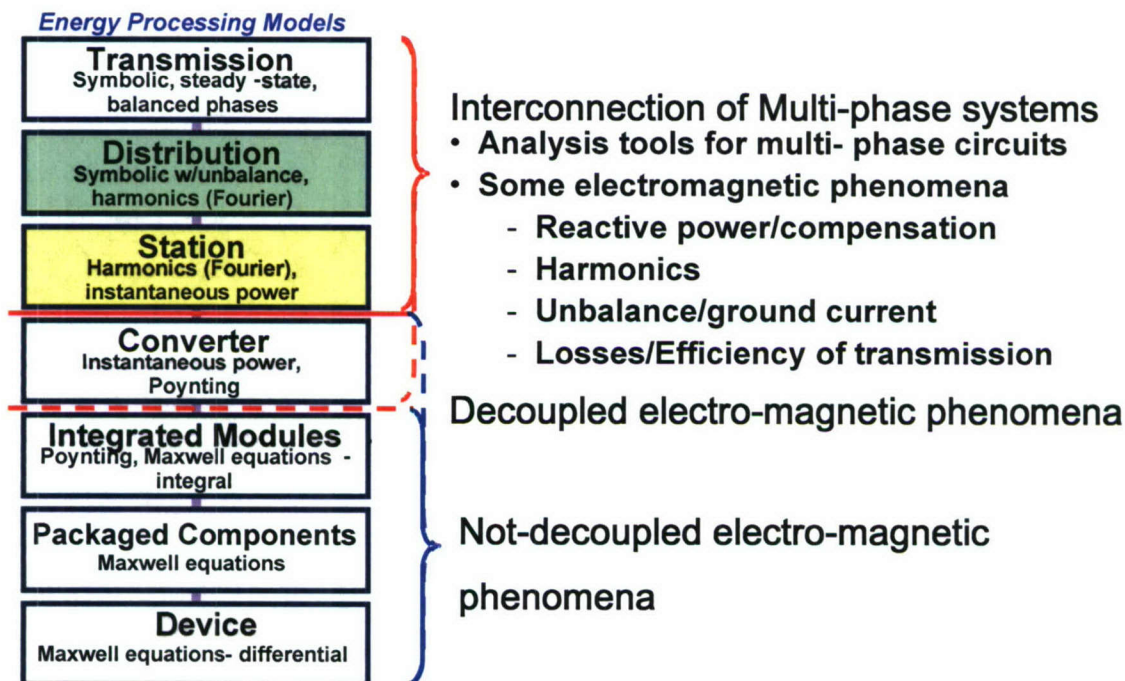 Energy Processing Models
Transmission
Symbolic, steady -state,
balanced phases
Distribution
Symbolic w/unbalance,
harmonics (Fourier)
Station
Harmonics (Fourier),
instantaneous power
Converter
Instantaneous power,
Poynting
Integrated Modules
Poynting, Maxwell equations -
integral
Packaged Components
Maxwell equations
Device
Maxwell equations- differential
Interconnection of Multi-phase systems
• Analysis tools for multi- phase circuits
• Some electromagnetic phenomena
- Reactive power/compensation
- Harmonics
- Unbalance/ground current
- Losses/Efficiency of transmission
Decoupled electro-magnetic phenomena
Not-decoupled electro-magnetic
phenomena